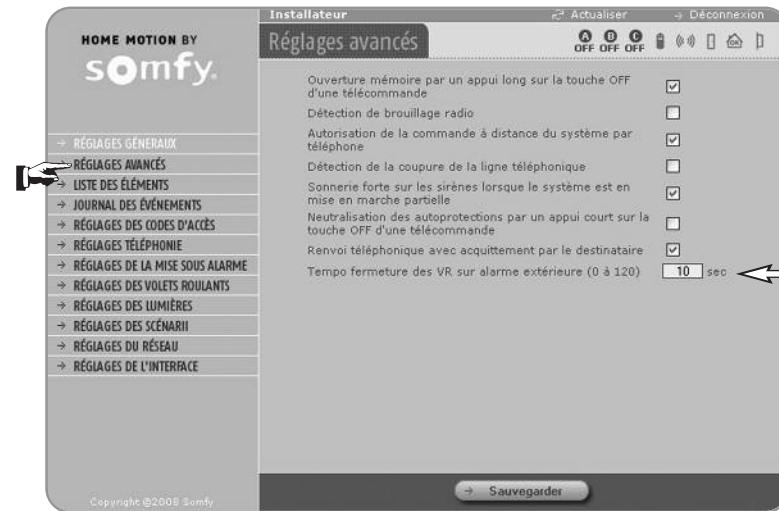 Installateur
Actualiser
→ Déconnexion
HOME MOTION BY
somfy.
Réglages avancés
A B C
OFF OFF OFF
OK
Ouverture mémoire par un appui long sur la touche OFF
d'une télécommande
Détection de brouillage radio
Autorisation de la commande à distance du système par
téléphone
Détection de la coupure de la ligne téléphonique
Sonnerie forte sur les sirènes lorsque le système est en
mise en marche partielle
Neutralisation des autoprotections par un appui court sur la
touche OFF d'une télécommande
Renvoi téléphonique avec acquittement par le destinataire
Tempo fermeture des VR sur alarme extérieure (0 à 120)
10 sec
→ RÉGLAGES GÉNERAUX
→ RÉGLAGES AVANCÉS
→ LISTE DES ÉLÉMENTS
→ JOURNAL DES ÉVÉNEMENTS
→ RÉGLAGES DES CODES D'ACCÈS
→ RÉGLAGES TÉLÉPHONIE
→ RÉGLAGES DE LA MISE SOUS ALARME
→ RÉGLAGES DES VOLETS ROULANTS
→ RÉGLAGES DES LUMIÈRES
→ RÉGLAGES DES SCÉNARII
→ RÉGLAGES DU RÉSEAU
→ RÉGLAGES DE L'INTERFACE
→ Sauvegarder
Copyright @2008 Somfy